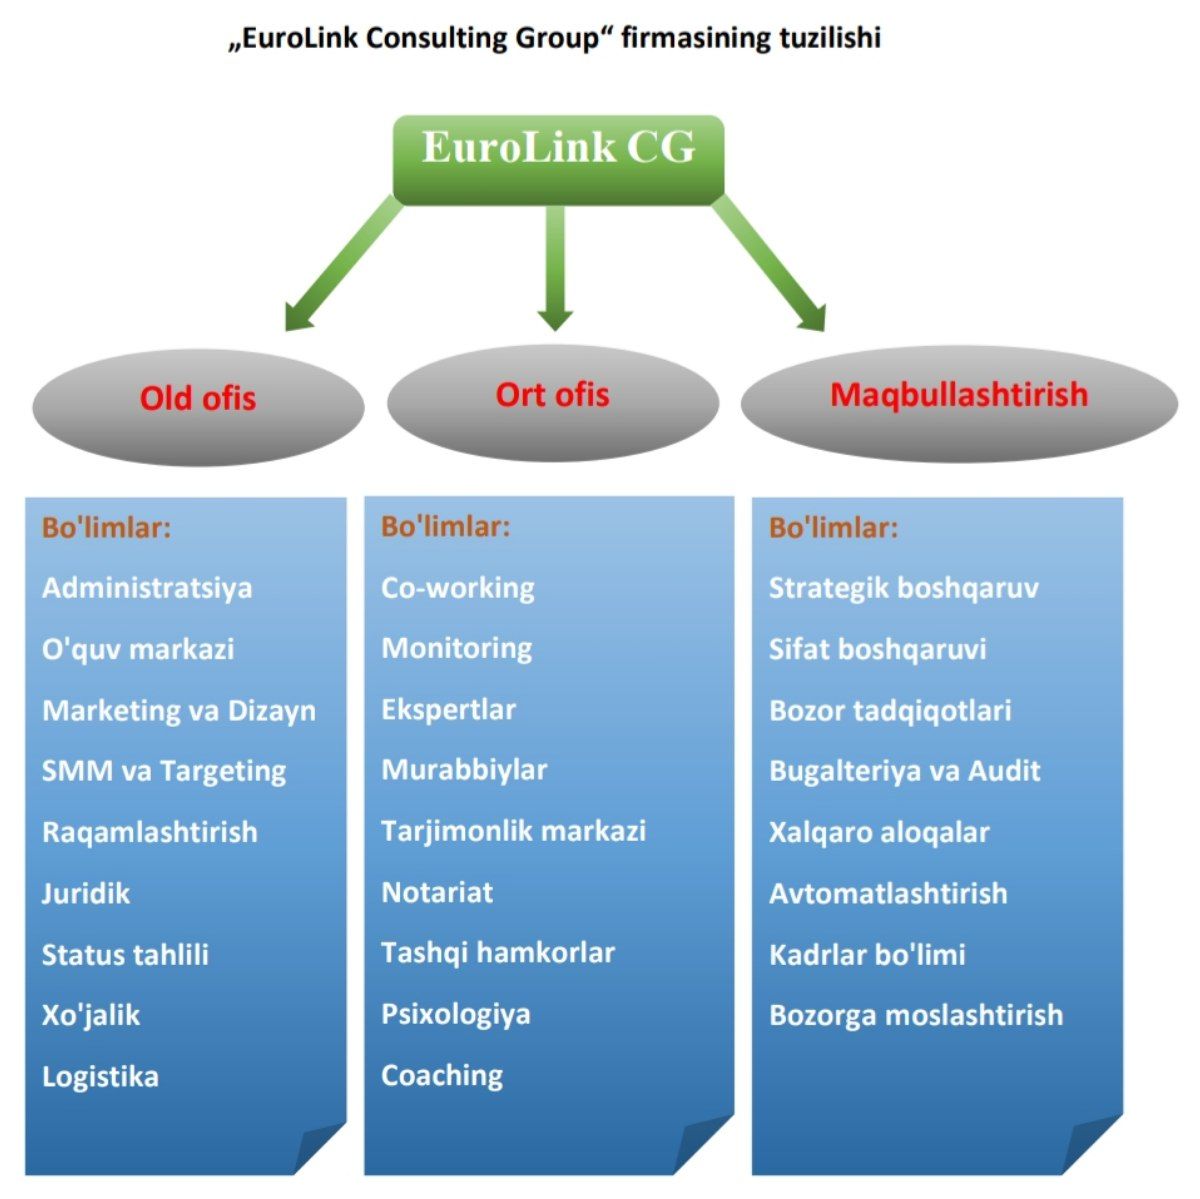 „EuroLink Consulting Group“ firmasining tuzilishi
EuroLink CG
Old ofis
Ort ofis
Maqbullashtirish
Bo'limlar:
Administratsiya
O'quv markazi
Marketing va Dizayn
SMM va Targeting
Raqamlashtirish
Juridik
Status tahlili
Xo'jalik
Logistika
Bo'limlar:
Co-working
Monitoring
Ekspertlar
Murabbiylar
Tarjimonlik markazi
Notariat
Tashqi hamkorlar
Psixologiya
Coaching
Bo'limlar:
Strategik boshqaruv
Sifat boshqaruvi
Bozor tadqiqotlari
Bugalteriya va Audit
Xalqaro aloqalar
Avtomatlashtirish
Kadrlar bo'limi
Bozorga moslashtirish